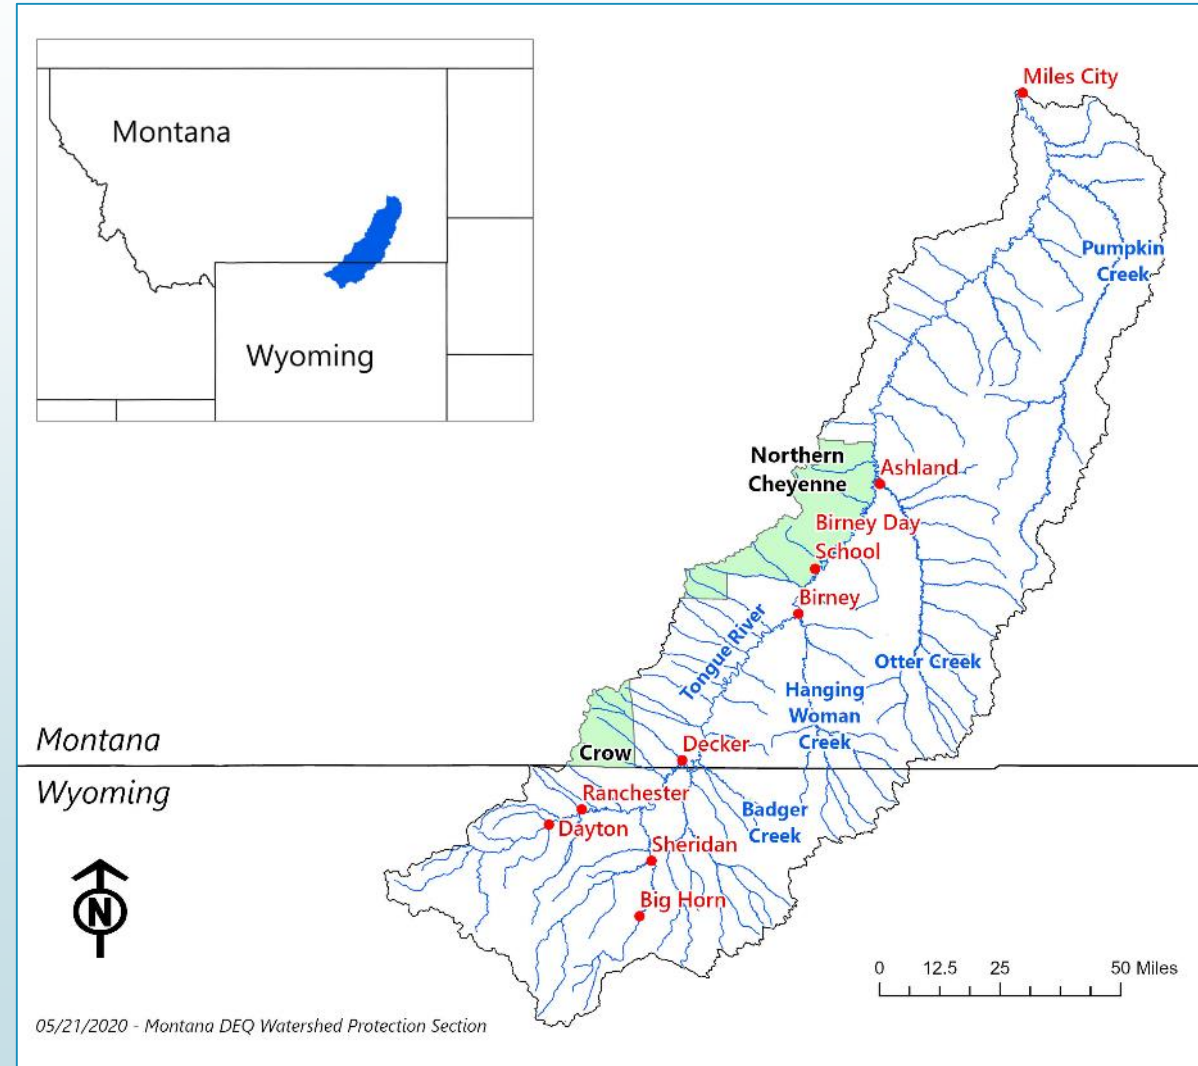 Montana
Wyoming
Miles City
Pumpkin
Creek
Northern
Cheyenne
Ashland
Birney Day
School
Birney
Tongue River
Otter Creek
Hanging
Woman
Creek
Montana
Crow
Decker
Wyoming
Ranchester
Dayton
Badger
Creek
Sheridan
Big Horn
N
0 12.5 25 50 Miles
05/21/2020 - Montana DEQ Watershed Protection Section